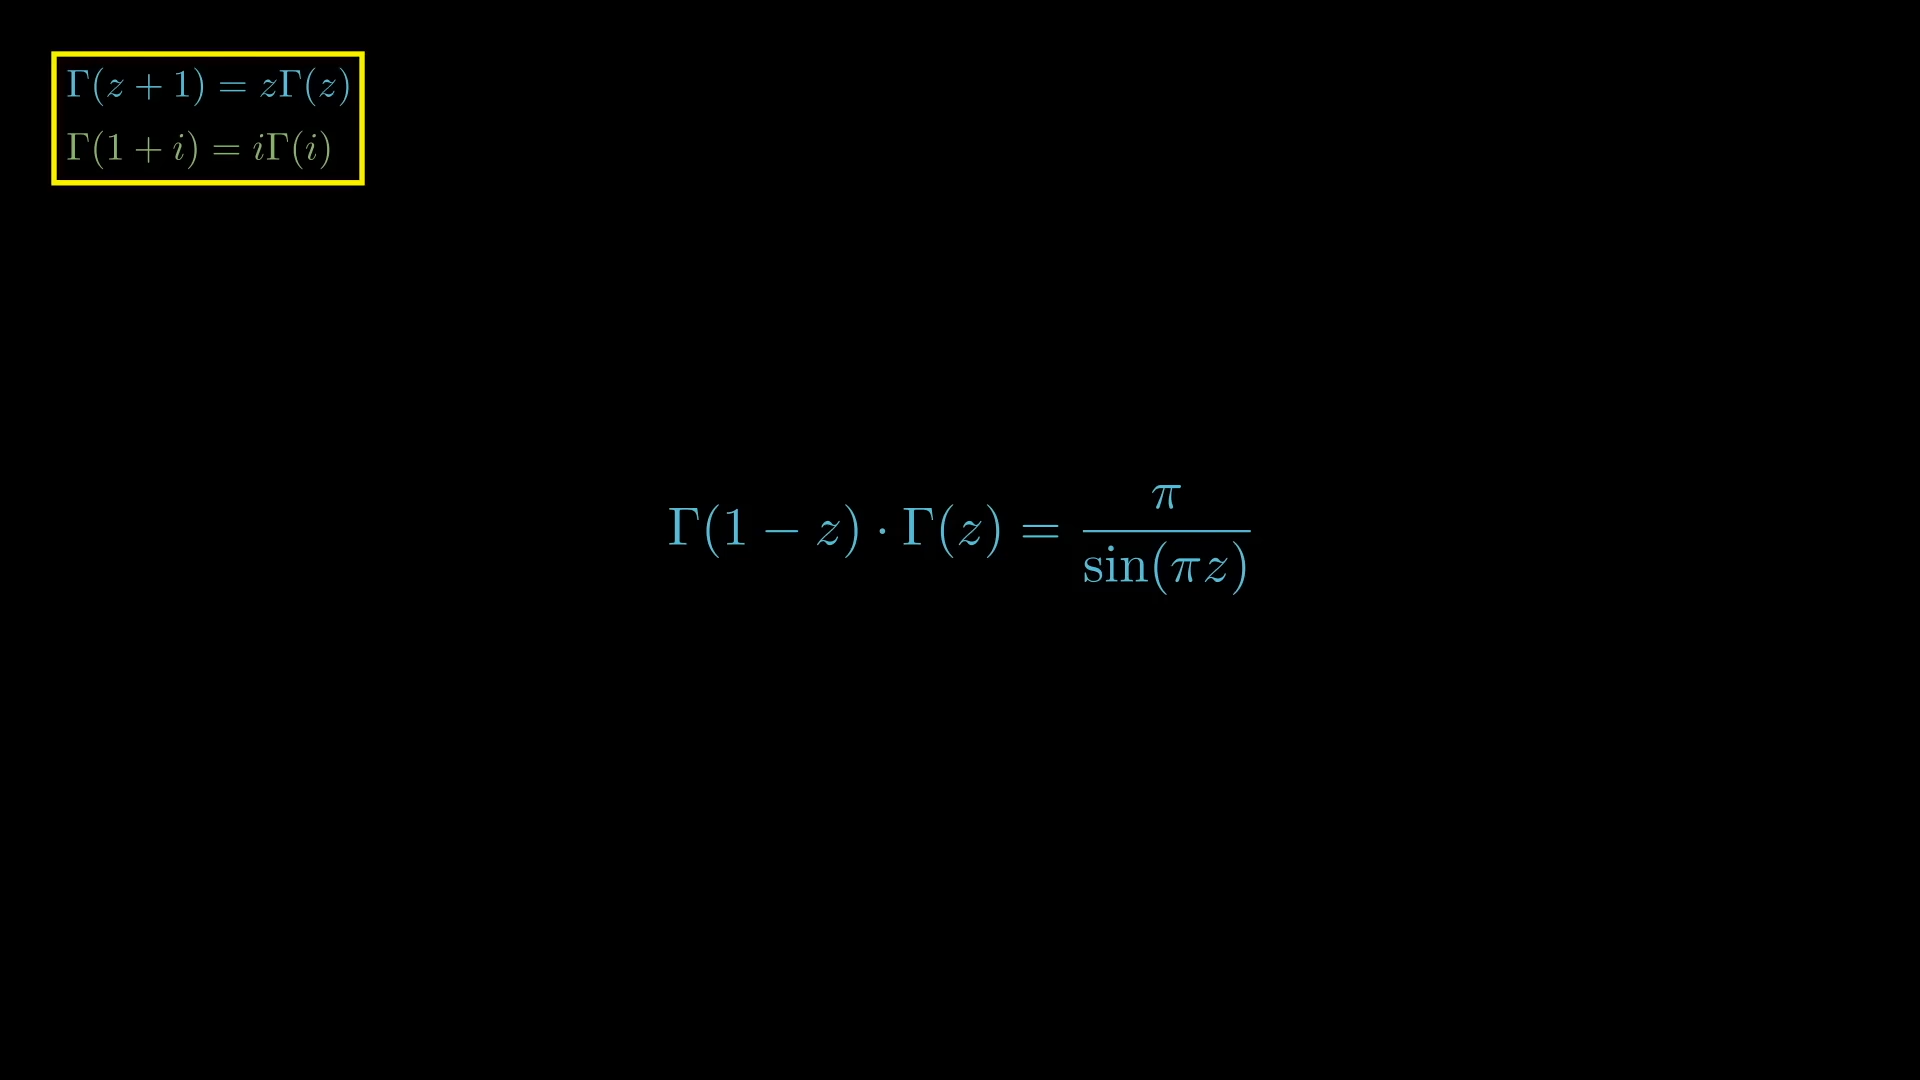 Γ(z + 1) = zΓ(z)
Γ(1 + i) = iΓ(i)
Γ(1 − z) · Γ(z) = π / sin(πz)